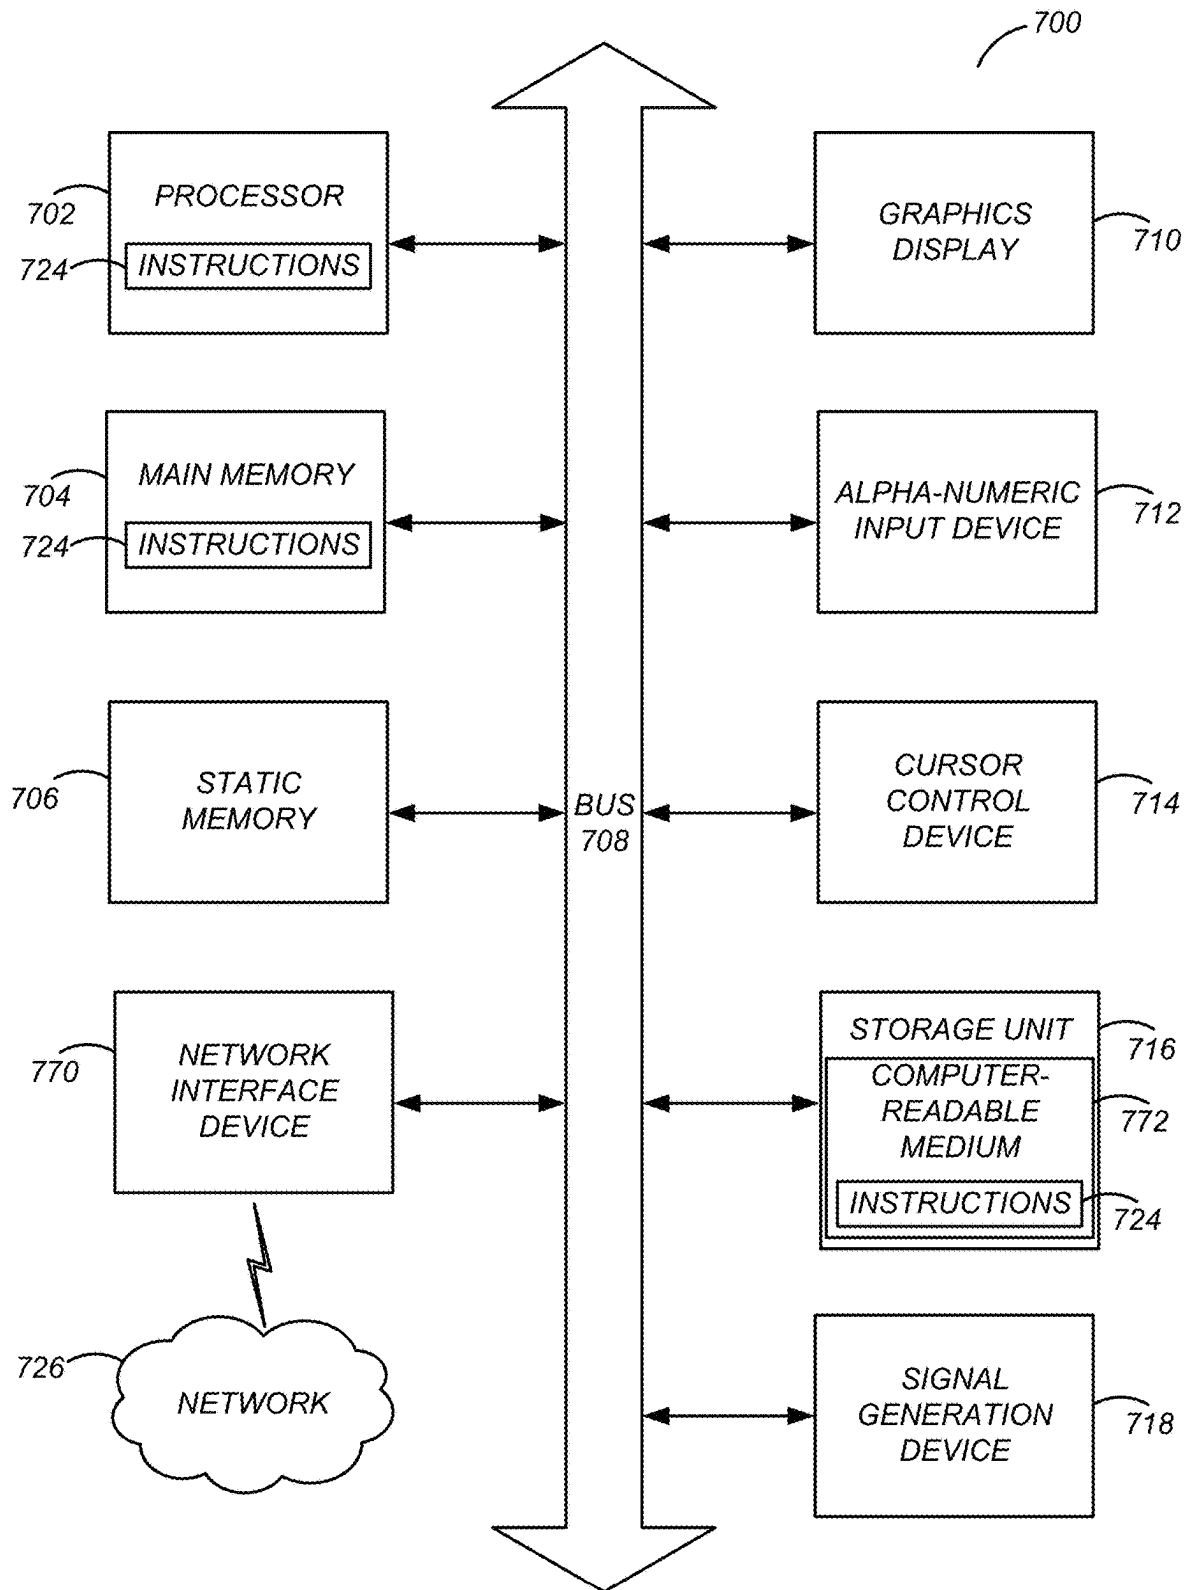 700
PROCESSOR
702
724
INSTRUCTIONS
GRAPHICS
DISPLAY
710
MAIN MEMORY
704
724
INSTRUCTIONS
ALPHA-NUMERIC
INPUT DEVICE
712
STATIC
MEMORY
706
BUS
708
CURSOR
CONTROL
DEVICE
714
NETWORK
INTERFACE
DEVICE
770
STORAGE UNIT
716
COMPUTER-
READABLE
MEDIUM
772
INSTRUCTIONS
724
726
NETWORK
SIGNAL
GENERATION
DEVICE
718